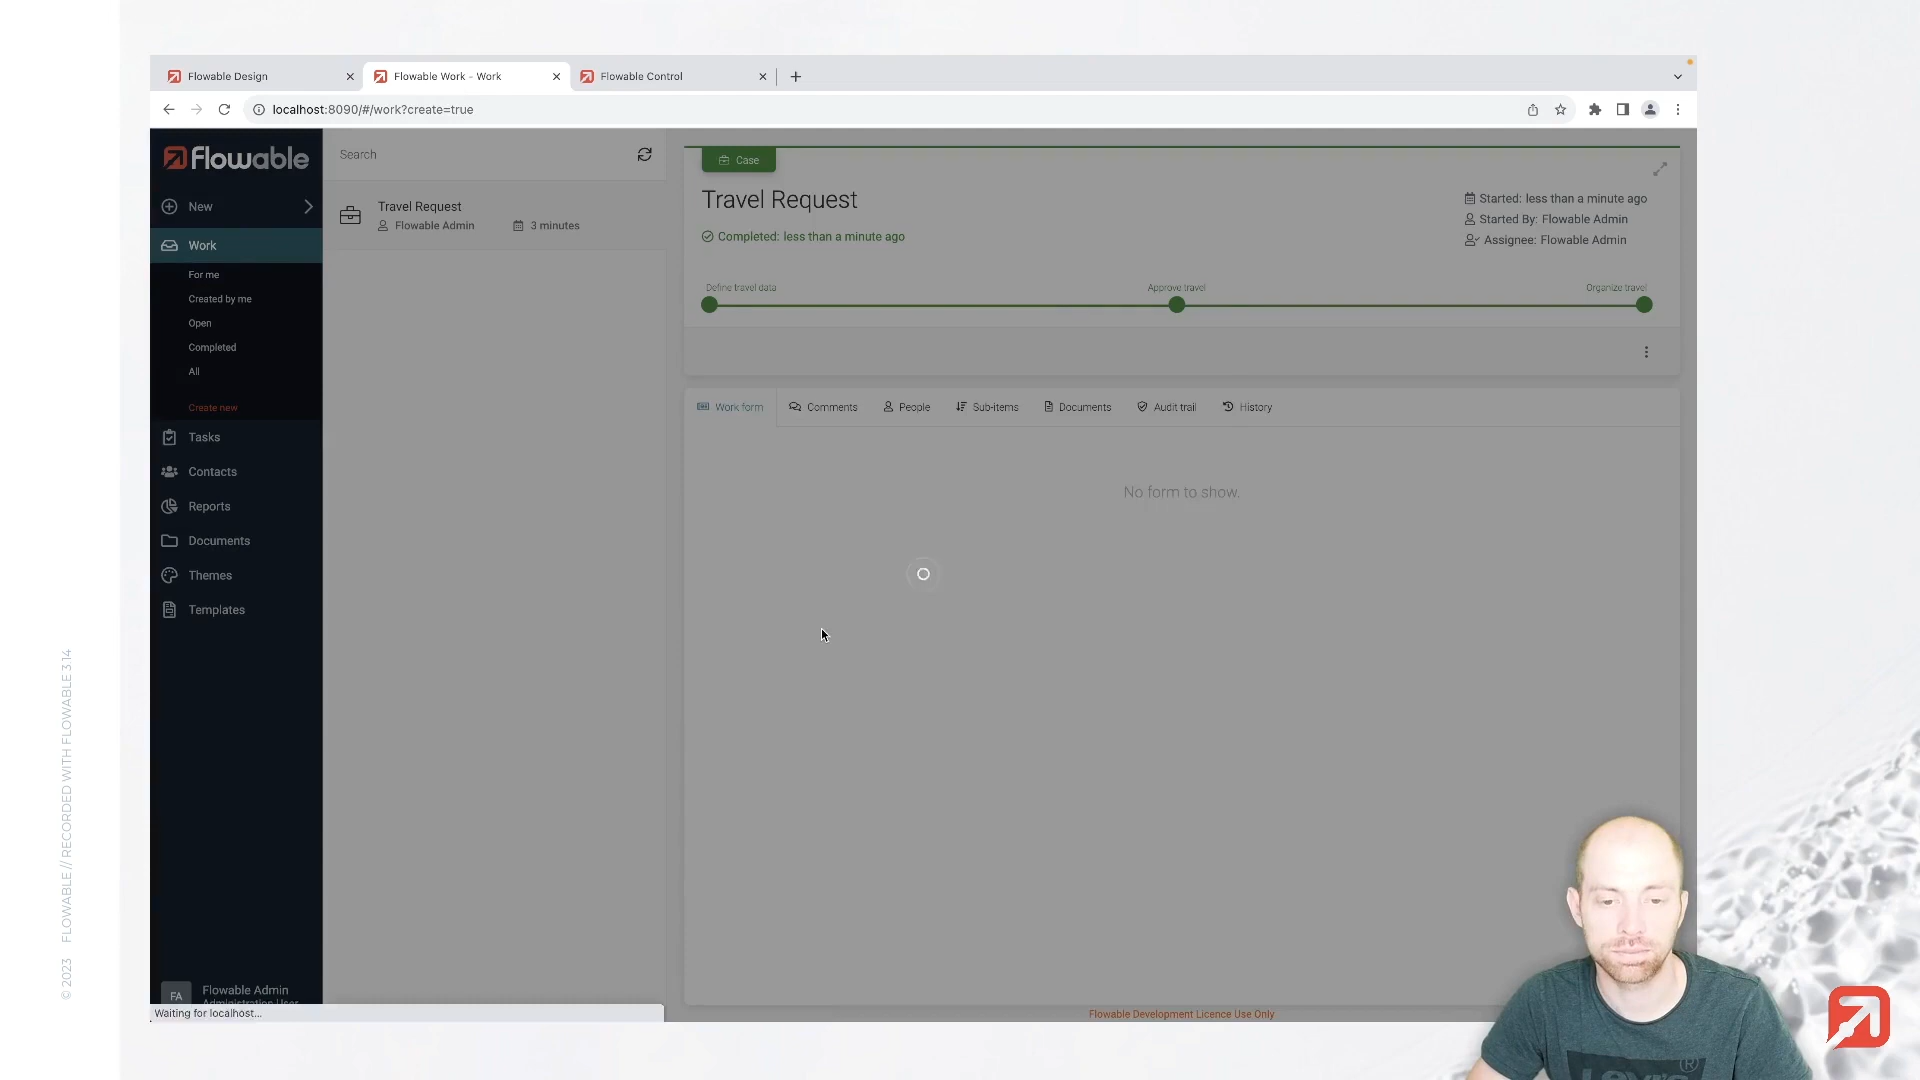 Flowable Design
Flowable Work - Work
Flowable Control
localhost:8090/#/work?create=true
Flowable
New
Work
For me
Created by me
Open
Completed
All
Create new
Tasks
Contacts
Reports
Documents
Themes
Templates
FA
Flowable Admin
Administration User
Waiting for localhost...
Search
Travel Request
Flowable Admin
3 minutes
Case
Travel Request
Completed: less than a minute ago
Started: less than a minute ago
Started By: Flowable Admin
Assignee: Flowable Admin
Define travel data
Approve travel
Organize travel
Work form
Comments
People
Sub-items
Documents
Audit trail
History
No form to show.
Flowable Development Licence Use Only
© 2023 FLOWABLE // RECORDED WITH FLOWABLE 3.14
LEVI'S
®